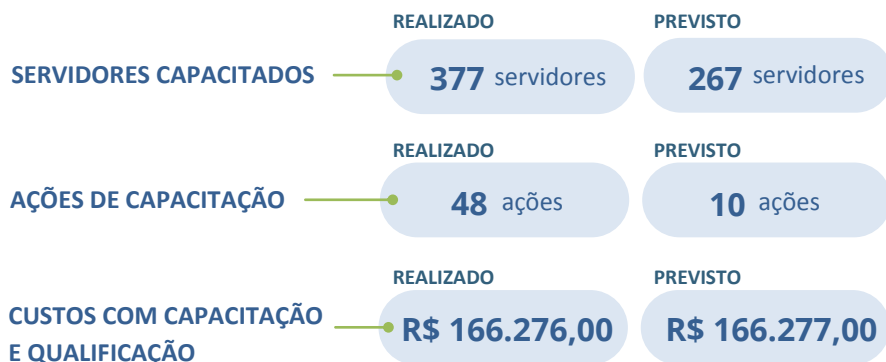 REALIZADO PREVISTO
SERVIDORES CAPACITADOS 377 servidores 267 servidores
REALIZADO PREVISTO
AÇÕES DE CAPACITAÇÃO 48 ações 10 ações
REALIZADO PREVISTO
CUSTOS COM CAPACITAÇÃO
E QUALIFICAÇÃO
R$ 166.276,00 R$ 166.277,00